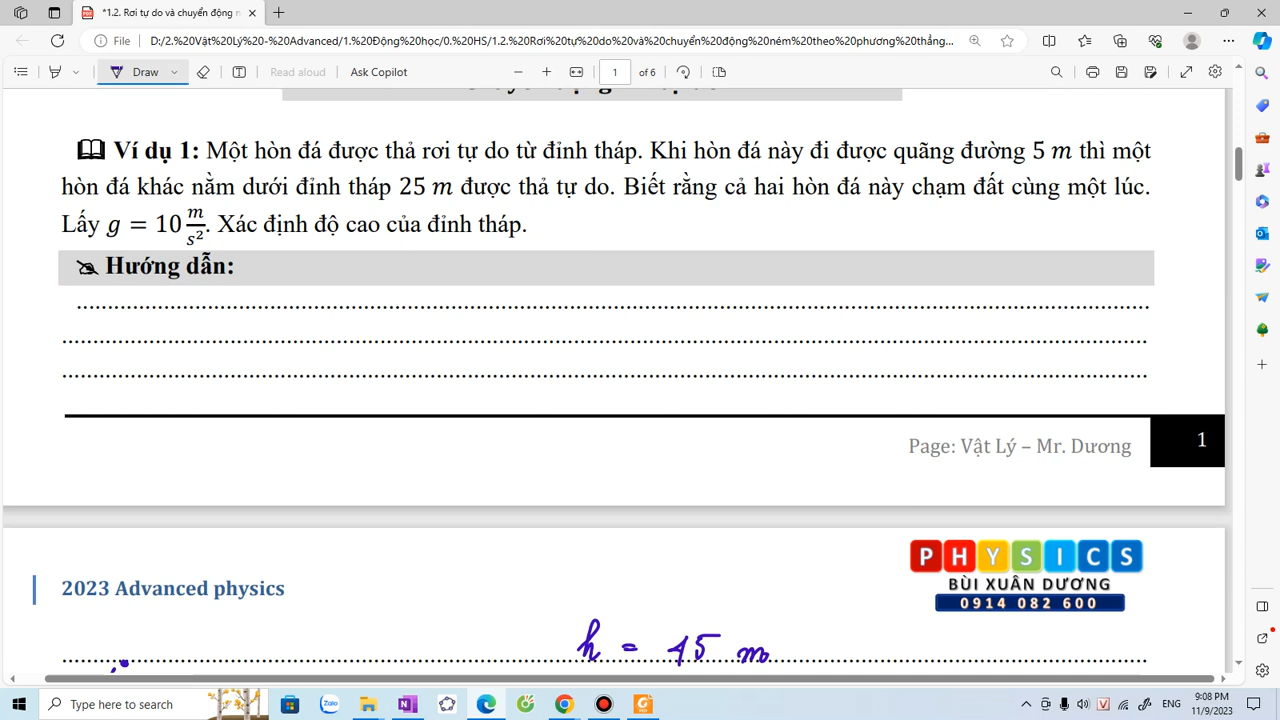 *1.2. Rơi tự do và chuyển động n
File D:/2.%20Vật%20Lý%20-%20Advanced/1.%20Động%20học/0.%20HS/1.2.%20Rơi%20tự%20do%20và%20chuyển%20động%20ném%20theo%20phương%20thẳng...
Draw Read aloud Ask Copilot 1 of 6
Ví dụ 1: Một hòn đá được thả rơi tự do từ đỉnh tháp. Khi hòn đá này đi được quãng đường 5 m thì một
hòn đá khác nằm dưới đỉnh tháp 25 m được thả tự do. Biết rằng cả hai hòn đá này chạm đất cùng một lúc.
Lấy g = 10 m/s². Xác định độ cao của đỉnh tháp.
Hướng dẫn:
Page: Vật Lý – Mr. Dương 1
PHYSICS
BÙI XUÂN DƯƠNG
2023 Advanced physics
0914 082 600
h = 45 m
Type here to search
Zalo
ENG
9:08 PM
11/9/2023